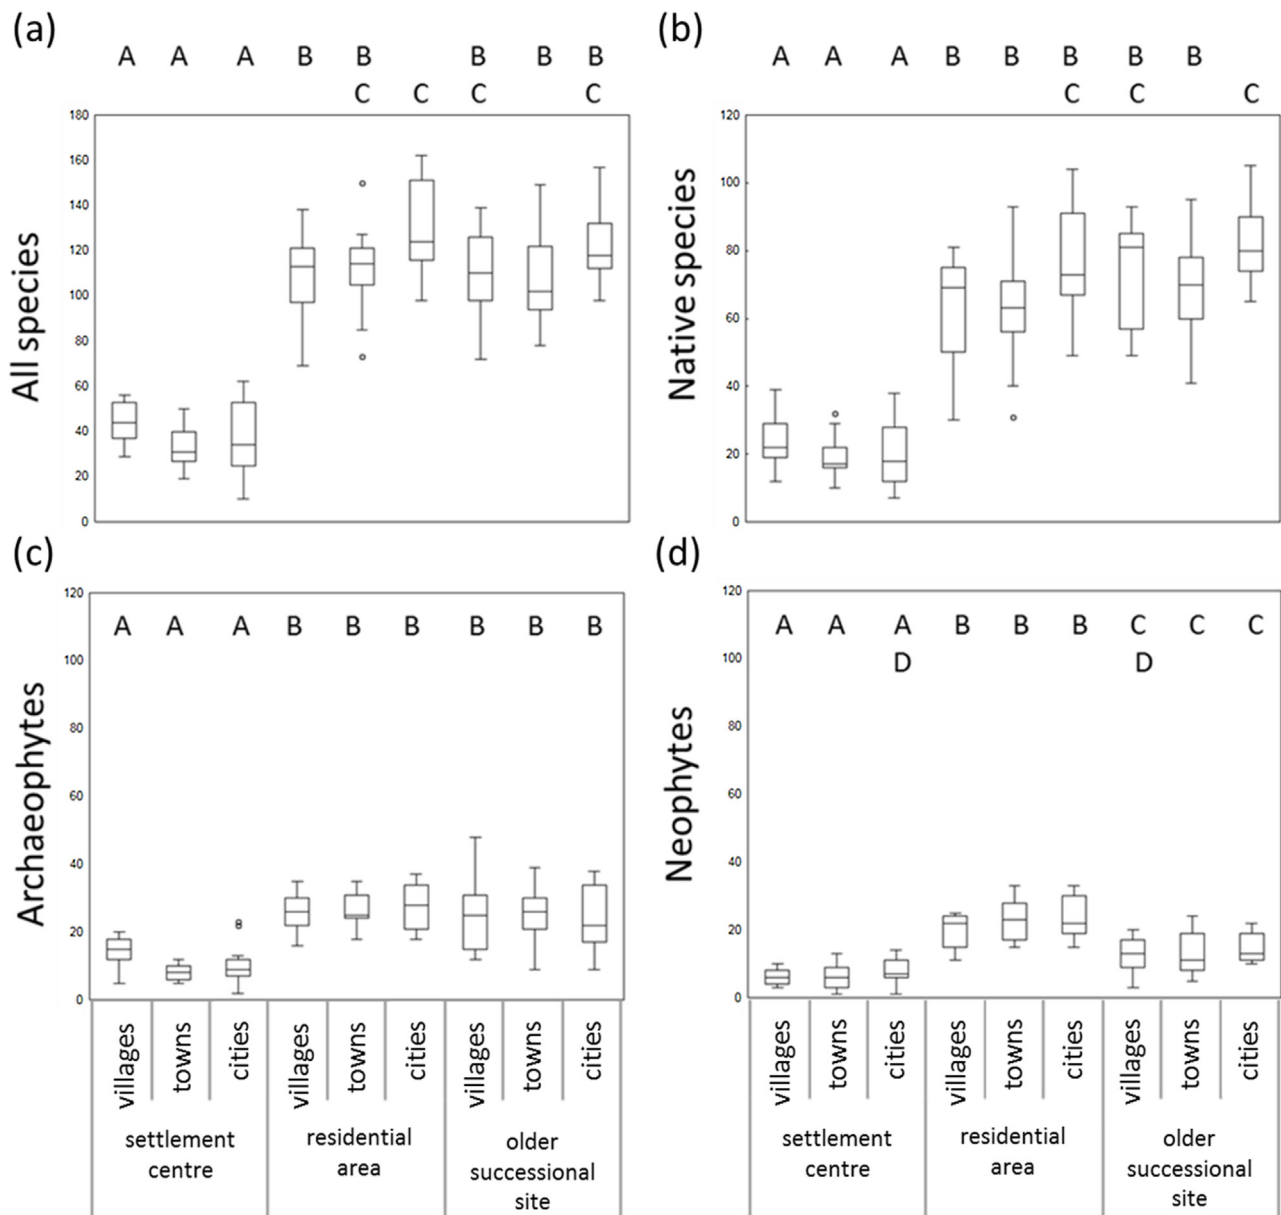 (a)
A A A B B B B B
C C C C
All species
180
160
140
120
100
80
60
40
20
0
(b)
A A A B B B B B
C C C
Native species
120
100
80
60
40
20
0
(c)
A A A B B B B B B
Archaeophytes
120
100
80
60
40
20
0
villages towns cities villages towns cities villages towns cities
settlement
centre
residential
area
older
successional
site
(d)
A A A B B B C C C
D D
Neophytes
120
100
80
60
40
20
0
villages towns cities villages towns cities villages towns cities
settlement
centre
residential
area
older
successional
site